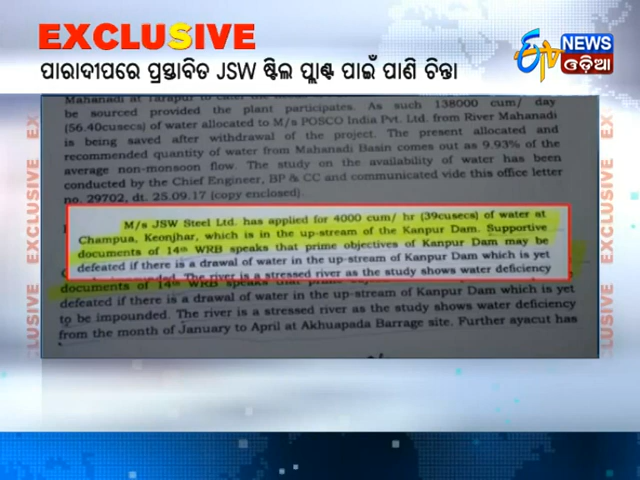 EXCLUSIVE
ETV NEWS
ଓଡ଼ିଆ
ପାରାଦୀପରେ ପ୍ରସ୍ତାବିତ JSW ଷ୍ଟିଲ ପ୍ଲାଣ୍ଟ ପାଇଁ ପାଣି ଚିନ୍ତା
be sourced provided the plant participates. As such 138000 cum/ day
(56.40cusecs) of water allocated to M/s POSCO India Pvt. Ltd. from River Mahanadi
is being saved after withdrawal of the project. The present allocated and
recommended quantity of water from Mahanadi Basin comes out as 9.93% of the
average non-monsoon flow. The study on the availability of water has been
conducted by the Chief Engineer, BP & CC and communicated vide this office letter
no. 29702, dt. 25.09.17 (copy enclosed).
M/s JSW Steel Ltd. has applied for 4000 cum/ hr (39cusecs) of water at
Champua, Keonjhar, which is in the up-stream of the Kanpur Dam. Supportive
documents of 14th WRB speaks that prime objectives of Kanpur Dam may be
defeated if there is a drawal of water in the up-stream of Kanpur Dam which is yet
to be impounded. The river is a stressed river as the study shows water deficiency
documents of 14th WRB speaks that prime
defeated if there is a drawal of water in the up-stream of Kanpur Dam which is yet
to be impounded. The river is a stressed river as the study shows water deficiency
from the month of January to April at Akhuapada Barrage site. Further ayacut has
EXCLUSIVE
EXCLUSIVE
EXCLUSIVE
EXCLUSIVE